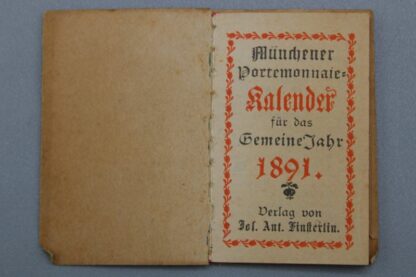 Münchener
Portemonnaie-
Kalender
für das
Gemeine Jahr
1891.
Verlag von
Jos. Ant. Finsterlin.